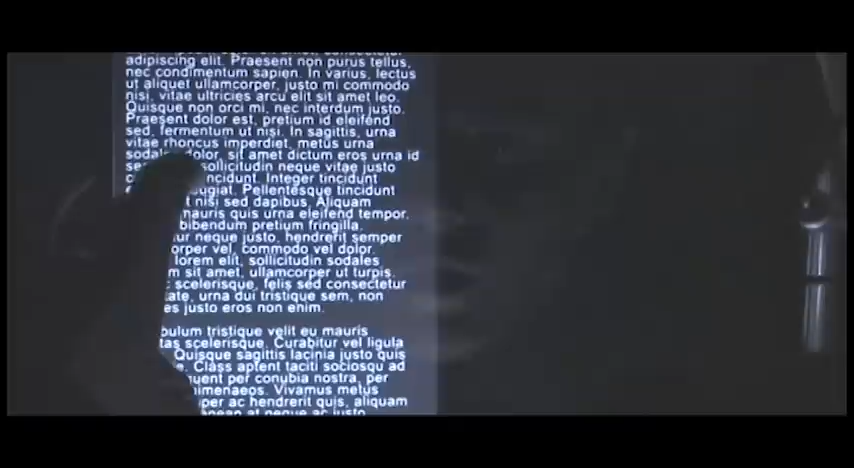 adipiscing elit. Praesent non purus tellus,
nec condimentum sapien. In varius, lectus
ut aliquet ullamcorper, justo mi commodo
nisi, vitae ultricies arcu elit sit amet leo.
Quisque non orci mi, nec interdum justo.
Praesent dolor est, pretium id eleifend
sed, fermentum ut nisi. In sagittis, urna
vitae rhoncus imperdiet, metus urna
sodales dolor, sit amet dictum eros urna id
sollicitudin neque vitae justo
Integer tincidunt
Pellentesque tincidunt
nisi sed dapibus. Aliquam
mauris quis urna eleifend tempor.
bibendum pretium fringilla.
neque justo, hendrerit semper
vel, commodo vel dolor.
lorem elit, sollicitudin sodales
sit amet, ullamcorper ut turpis.
scelerisque, felis sed consectetur
urna dui tristique sem, non
justo eros non enim.
tristique velit eu mauris
scelerisque. Curabitur vel ligula
Quisque sagittis lacinia justo quis
Class aptent taciti sociosqu ad
per conubia nostra, per
Vivamus metus
ac hendrerit quis, aliquam
at neque ac justo